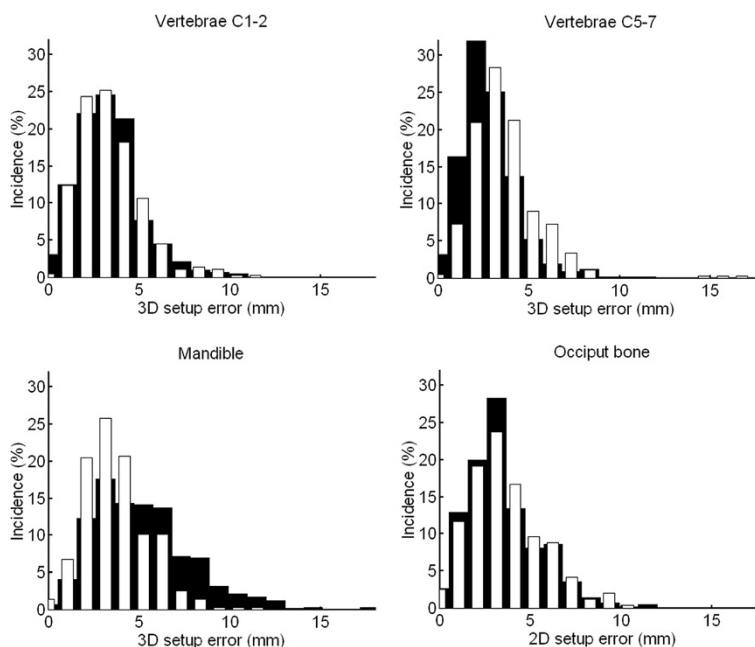 Vertebrae C1-2
Incidence (%)
30
25
20
15
10
5
0
0 5 10 15
3D setup error (mm)
Vertebrae C5-7
Incidence (%)
30
25
20
15
10
5
0
0 5 10 15
3D setup error (mm)
Mandible
Incidence (%)
30
25
20
15
10
5
0
0 5 10 15
3D setup error (mm)
Occiput bone
Incidence (%)
30
25
20
15
10
5
0
0 5 10 15
2D setup error (mm)